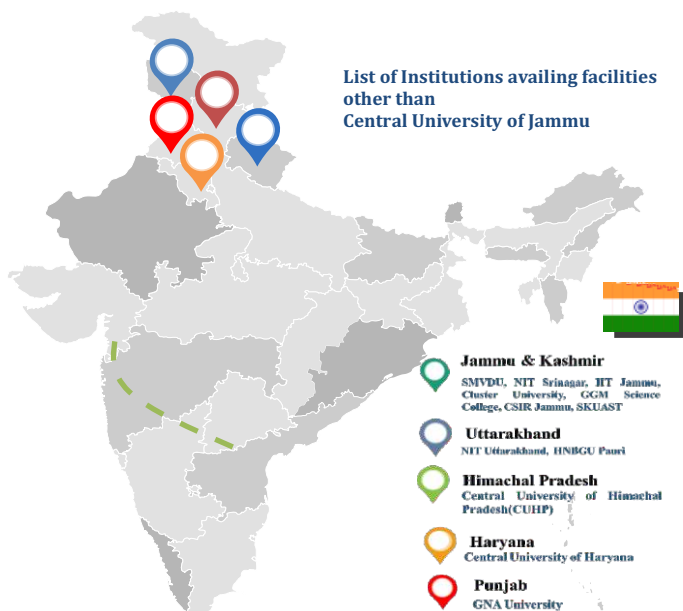 List of Institutions availing facilities
other than
Central University of Jammu
Jammu & Kashmir
SMVDU, NIT Srinagar, IIT Jammu,
Cluster University, GGM Science
College, CSIR Jammu, SKUAST
Uttarakhand
NIT Uttarakhand, HNBGU Pauri
Himachal Pradesh
Central University of Himachal
Pradesh(CUHP)
Haryana
Central University of Haryana
Punjab
GNA University